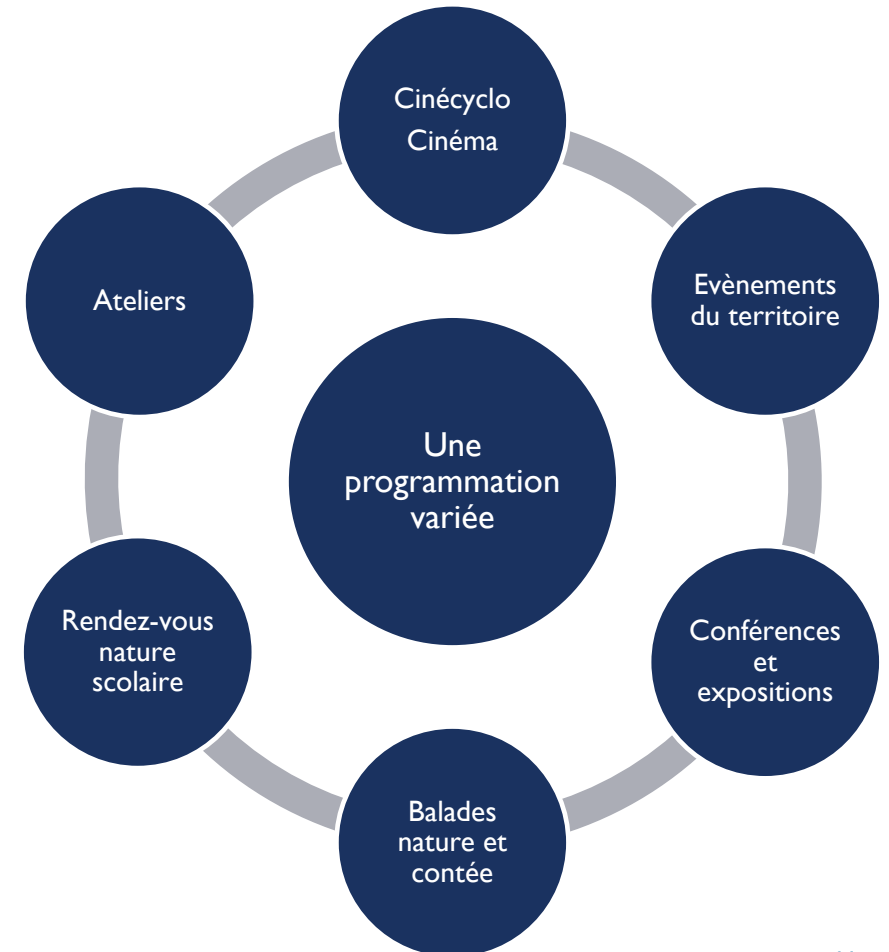 Cinécyclo
Cinéma
Evènements
du territoire
Conférences
et
expositions
Balades
nature et
contée
Rendez-vous
nature
scolaire
Ateliers
Une
programmation
variée